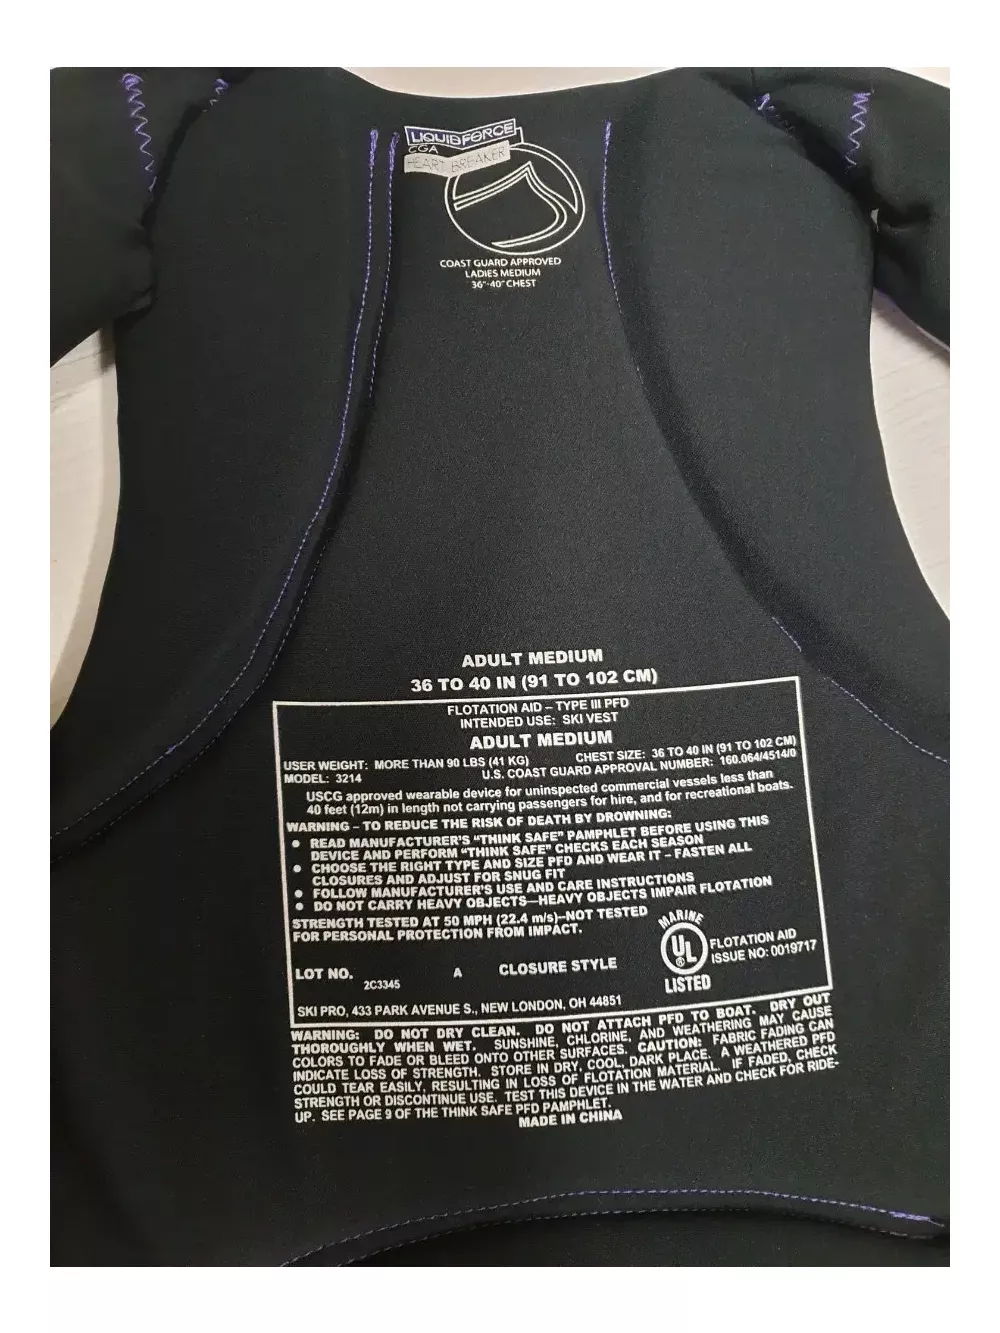 LIQUIDFORCE
CGA
HEART BREAKER
COAST GUARD APPROVED
LADIES MEDIUM
36"-40" CHEST
ADULT MEDIUM
36 TO 40 IN (91 TO 102 CM)
FLOTATION AID – TYPE III PFD
INTENDED USE: SKI VEST
ADULT MEDIUM
USER WEIGHT: MORE THAN 90 LBS (41 KG) CHEST SIZE: 36 TO 40 IN (91 TO 102 CM)
MODEL: 3214 U.S. COAST GUARD APPROVAL NUMBER: 160.064/4514/0
USCG approved wearable device for uninspected commercial vessels less than
40 feet (12m) in length not carrying passengers for hire, and for recreational boats.
WARNING – TO REDUCE THE RISK OF DEATH BY DROWNING:
• READ MANUFACTURER'S "THINK SAFE" PAMPHLET BEFORE USING THIS
DEVICE AND PERFORM "THINK SAFE" CHECKS EACH SEASON
• CHOOSE THE RIGHT TYPE AND SIZE PFD AND WEAR IT – FASTEN ALL
CLOSURES AND ADJUST FOR SNUG FIT
• FOLLOW MANUFACTURER'S USE AND CARE INSTRUCTIONS
• DO NOT CARRY HEAVY OBJECTS—HEAVY OBJECTS IMPAIR FLOTATION
STRENGTH TESTED AT 50 MPH (22.4 m/s)–NOT TESTED
FOR PERSONAL PROTECTION FROM IMPACT.
MARINE
UL®
LISTED
FLOTATION AID
ISSUE NO: 0019717
LOT NO. 2C3345 A CLOSURE STYLE
SKI PRO, 433 PARK AVENUE S., NEW LONDON, OH 44851
WARNING: DO NOT DRY CLEAN. DO NOT ATTACH PFD TO BOAT. DRY OUT
THOROUGHLY WHEN WET. SUNSHINE, CHLORINE, AND WEATHERING MAY CAUSE
COLORS TO FADE OR BLEED ONTO OTHER SURFACES. CAUTION: FABRIC FADING CAN
INDICATE LOSS OF STRENGTH. STORE IN DRY, COOL, DARK PLACE. A WEATHERED PFD
COULD TEAR EASILY, RESULTING IN LOSS OF FLOTATION MATERIAL. IF FADED, CHECK
STRENGTH OR DISCONTINUE USE. TEST THIS DEVICE IN THE WATER AND CHECK FOR RIDE-
UP. SEE PAGE 9 OF THE THINK SAFE PFD PAMPHLET.
MADE IN CHINA